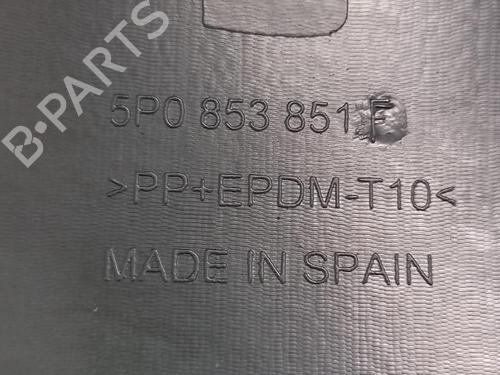 B-PARTS
5P0 853 851 F
>PP+EPDM-T10<
MADE IN SPAIN